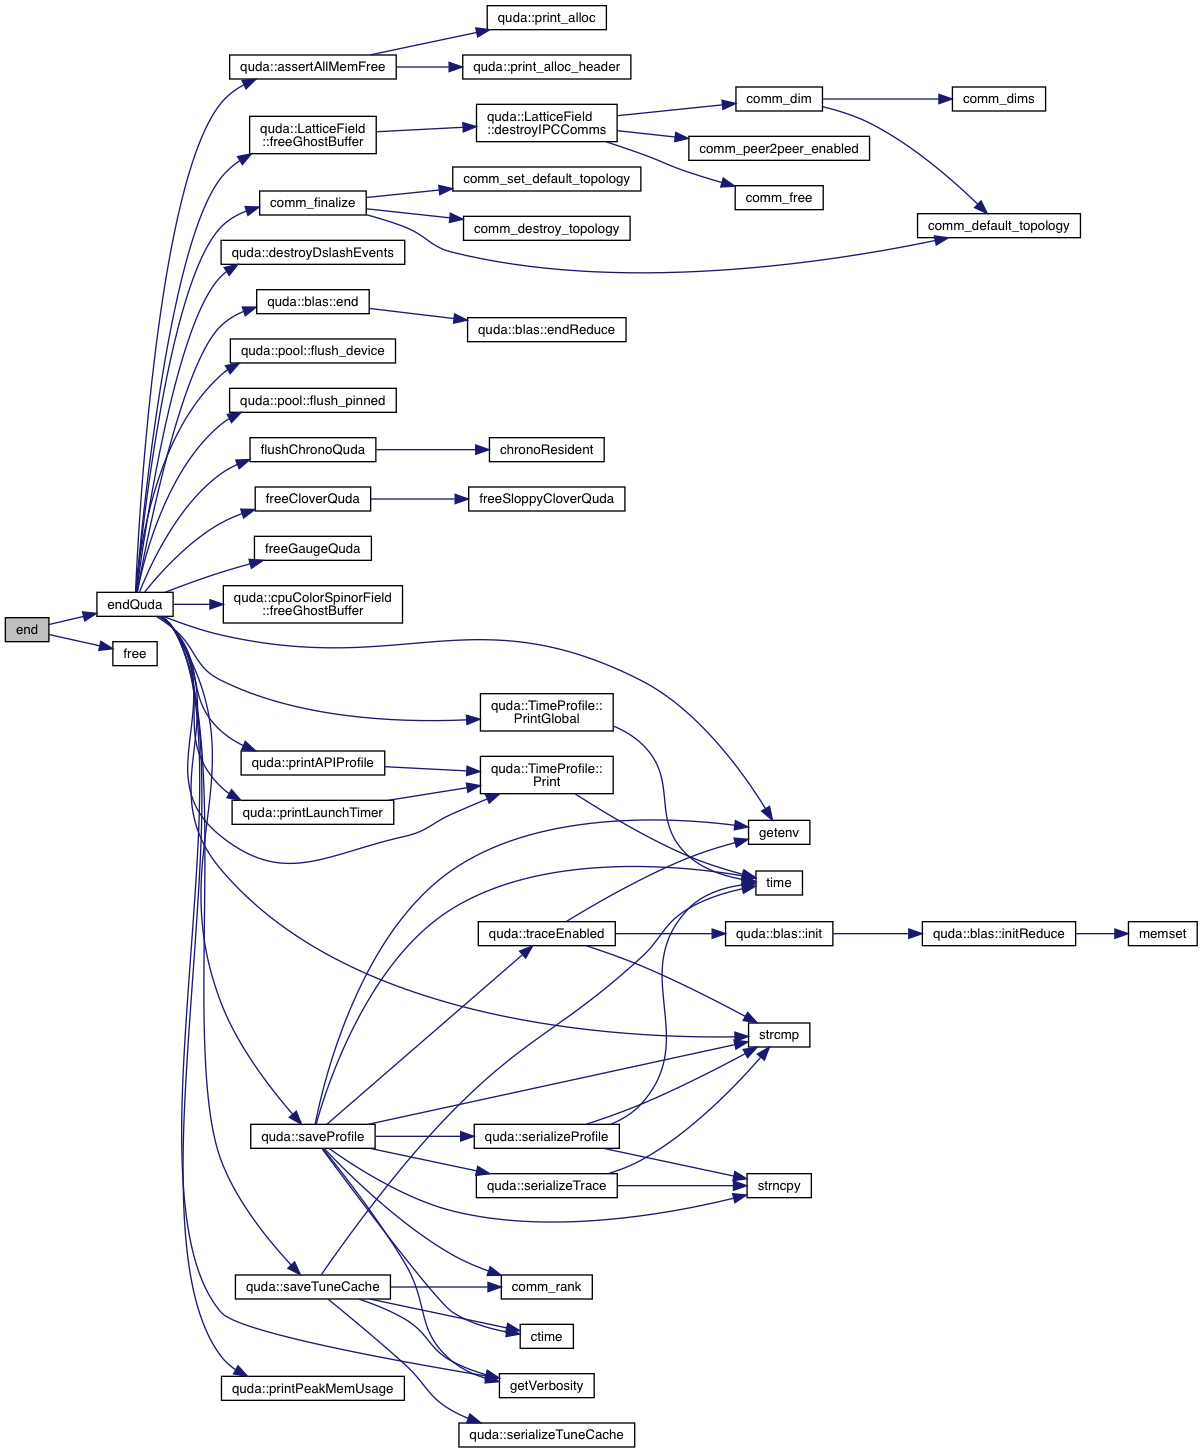 quda::print_alloc
quda::assertAllMemFree
quda::print_alloc_header
comm_dim
comm_dims
quda::LatticeField
::destroyIPCComms
quda::LatticeField
::freeGhostBuffer
comm_peer2peer_enabled
comm_set_default_topology
comm_free
comm_finalize
comm_destroy_topology
comm_default_topology
quda::destroyDslashEvents
quda::blas::end
quda::blas::endReduce
quda::pool::flush_device
quda::pool::flush_pinned
flushChronoQuda
chronoResident
freeCloverQuda
freeSloppyCloverQuda
freeGaugeQuda
endQuda
quda::cpuColorSpinorField
::freeGhostBuffer
end
free
quda::TimeProfile::
PrintGlobal
quda::printAPIProfile
quda::TimeProfile::
Print
quda::printLaunchTimer
getenv
time
quda::traceEnabled
quda::blas::init
quda::blas::initReduce
memset
strcmp
quda::saveProfile
quda::serializeProfile
quda::serializeTrace
strncpy
quda::saveTuneCache
comm_rank
ctime
quda::printPeakMemUsage
getVerbosity
quda::serializeTuneCache